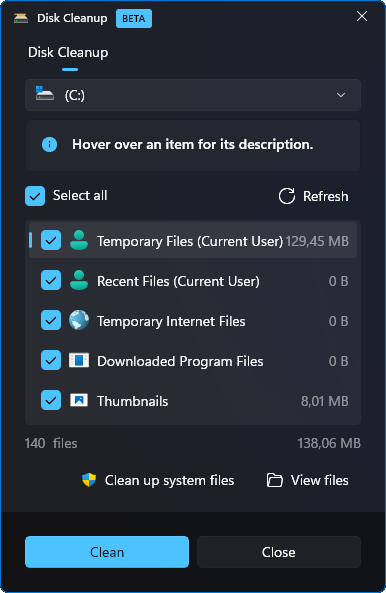 Disk Cleanup BETA
Disk Cleanup
(C:)
Hover over an item for its description.
Select all Refresh
Temporary Files (Current User) 129,45 MB
Recent Files (Current User) 0 B
Temporary Internet Files 0 B
Downloaded Program Files 0 B
Thumbnails 8,01 MB
140 files 138,06 MB
Clean up system files View files
Clean Close